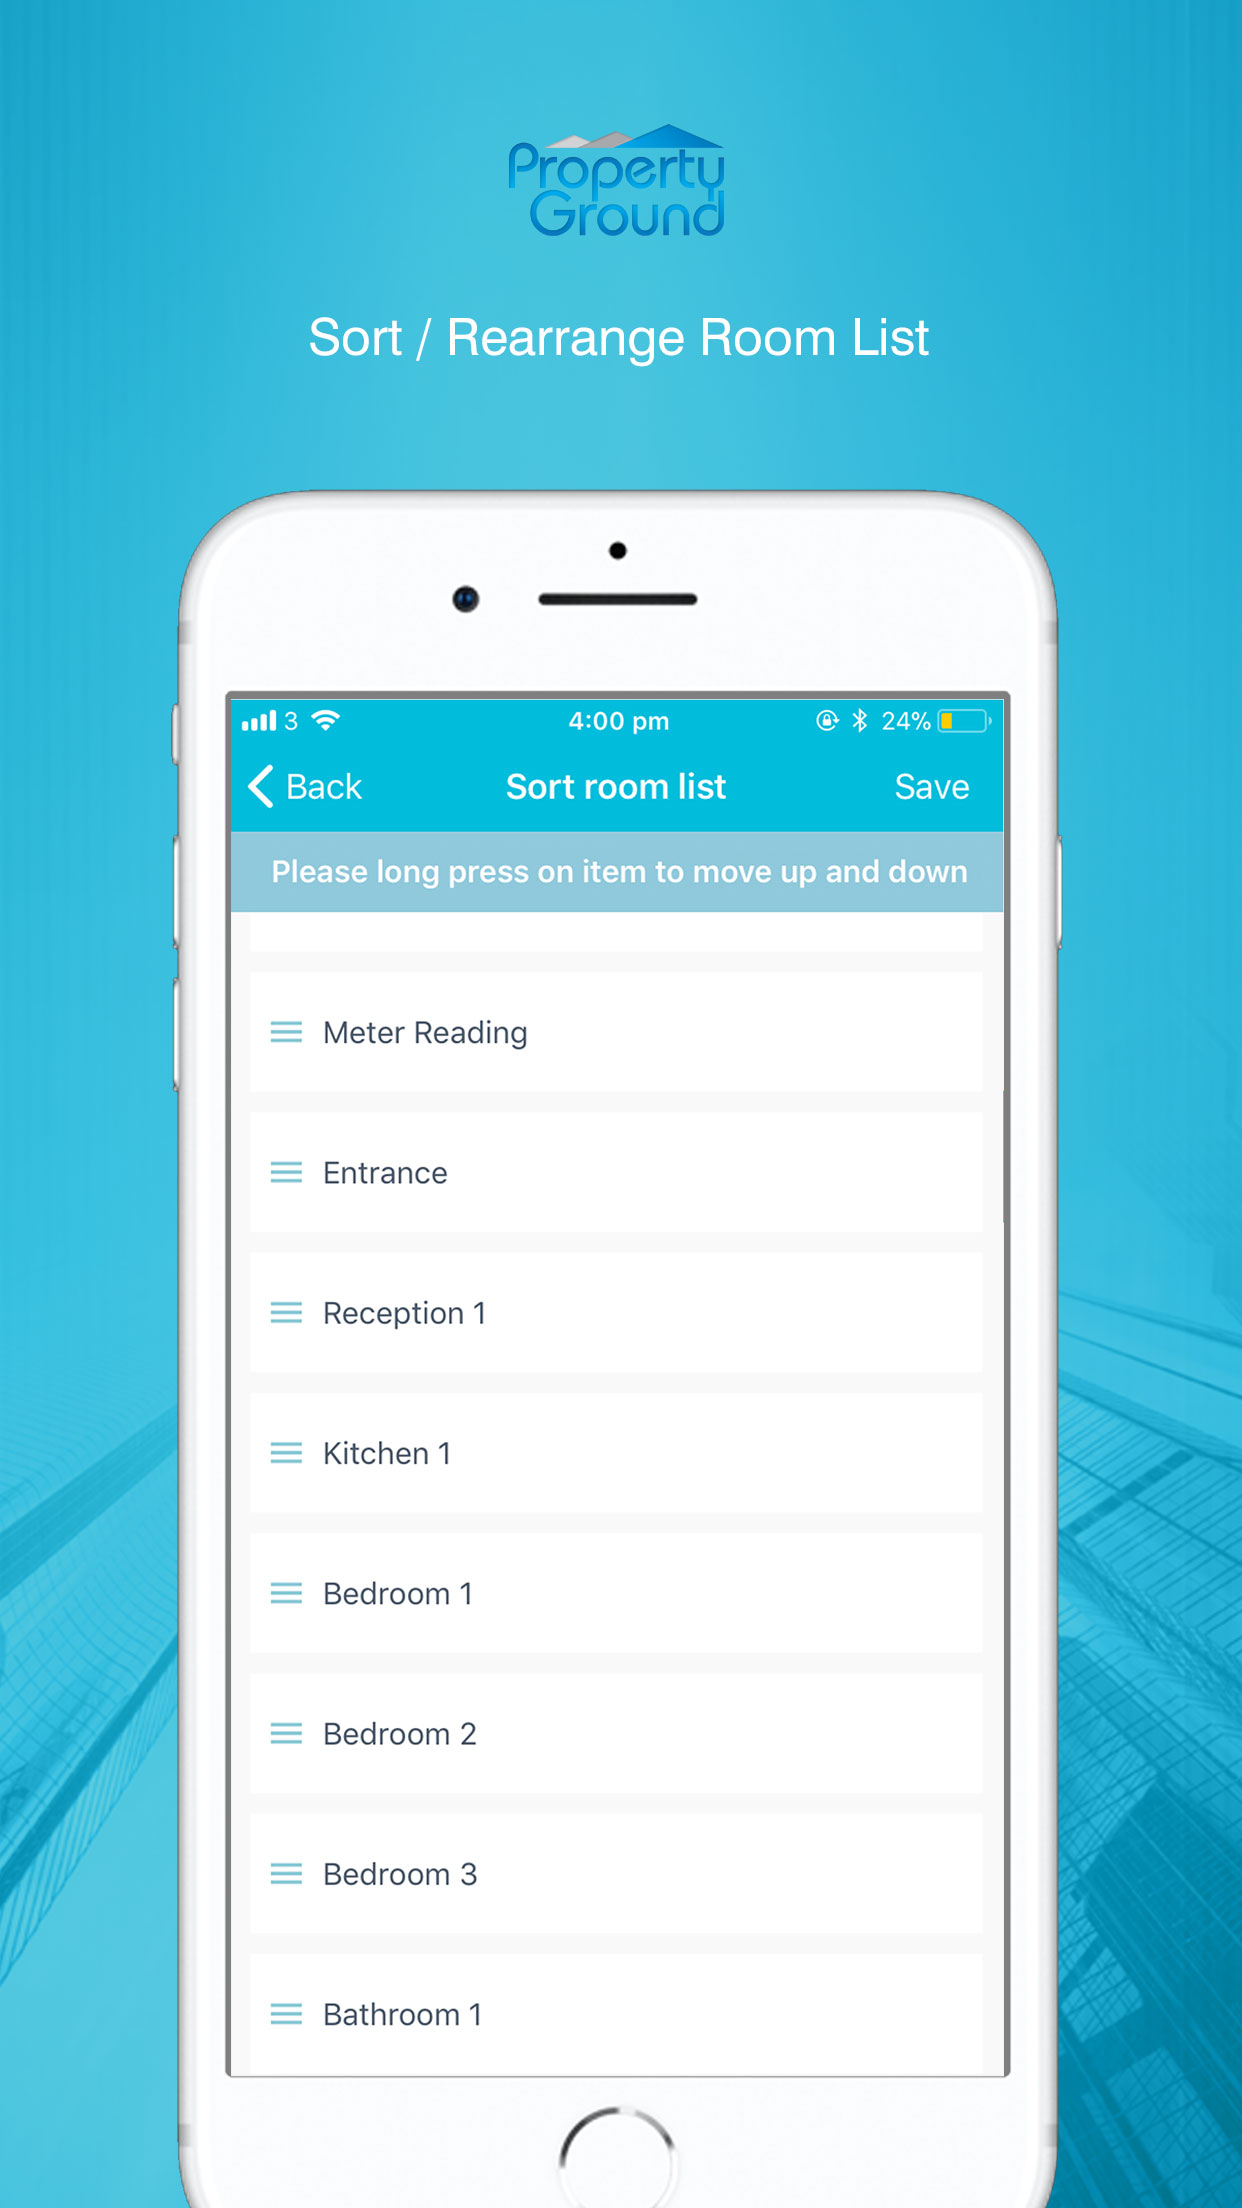 Property
Ground
Sort / Rearrange Room List
3 4:00 pm 24%
Back Sort room list Save
Please long press on item to move up and down
Meter Reading
Entrance
Reception 1
Kitchen 1
Bedroom 1
Bedroom 2
Bedroom 3
Bathroom 1